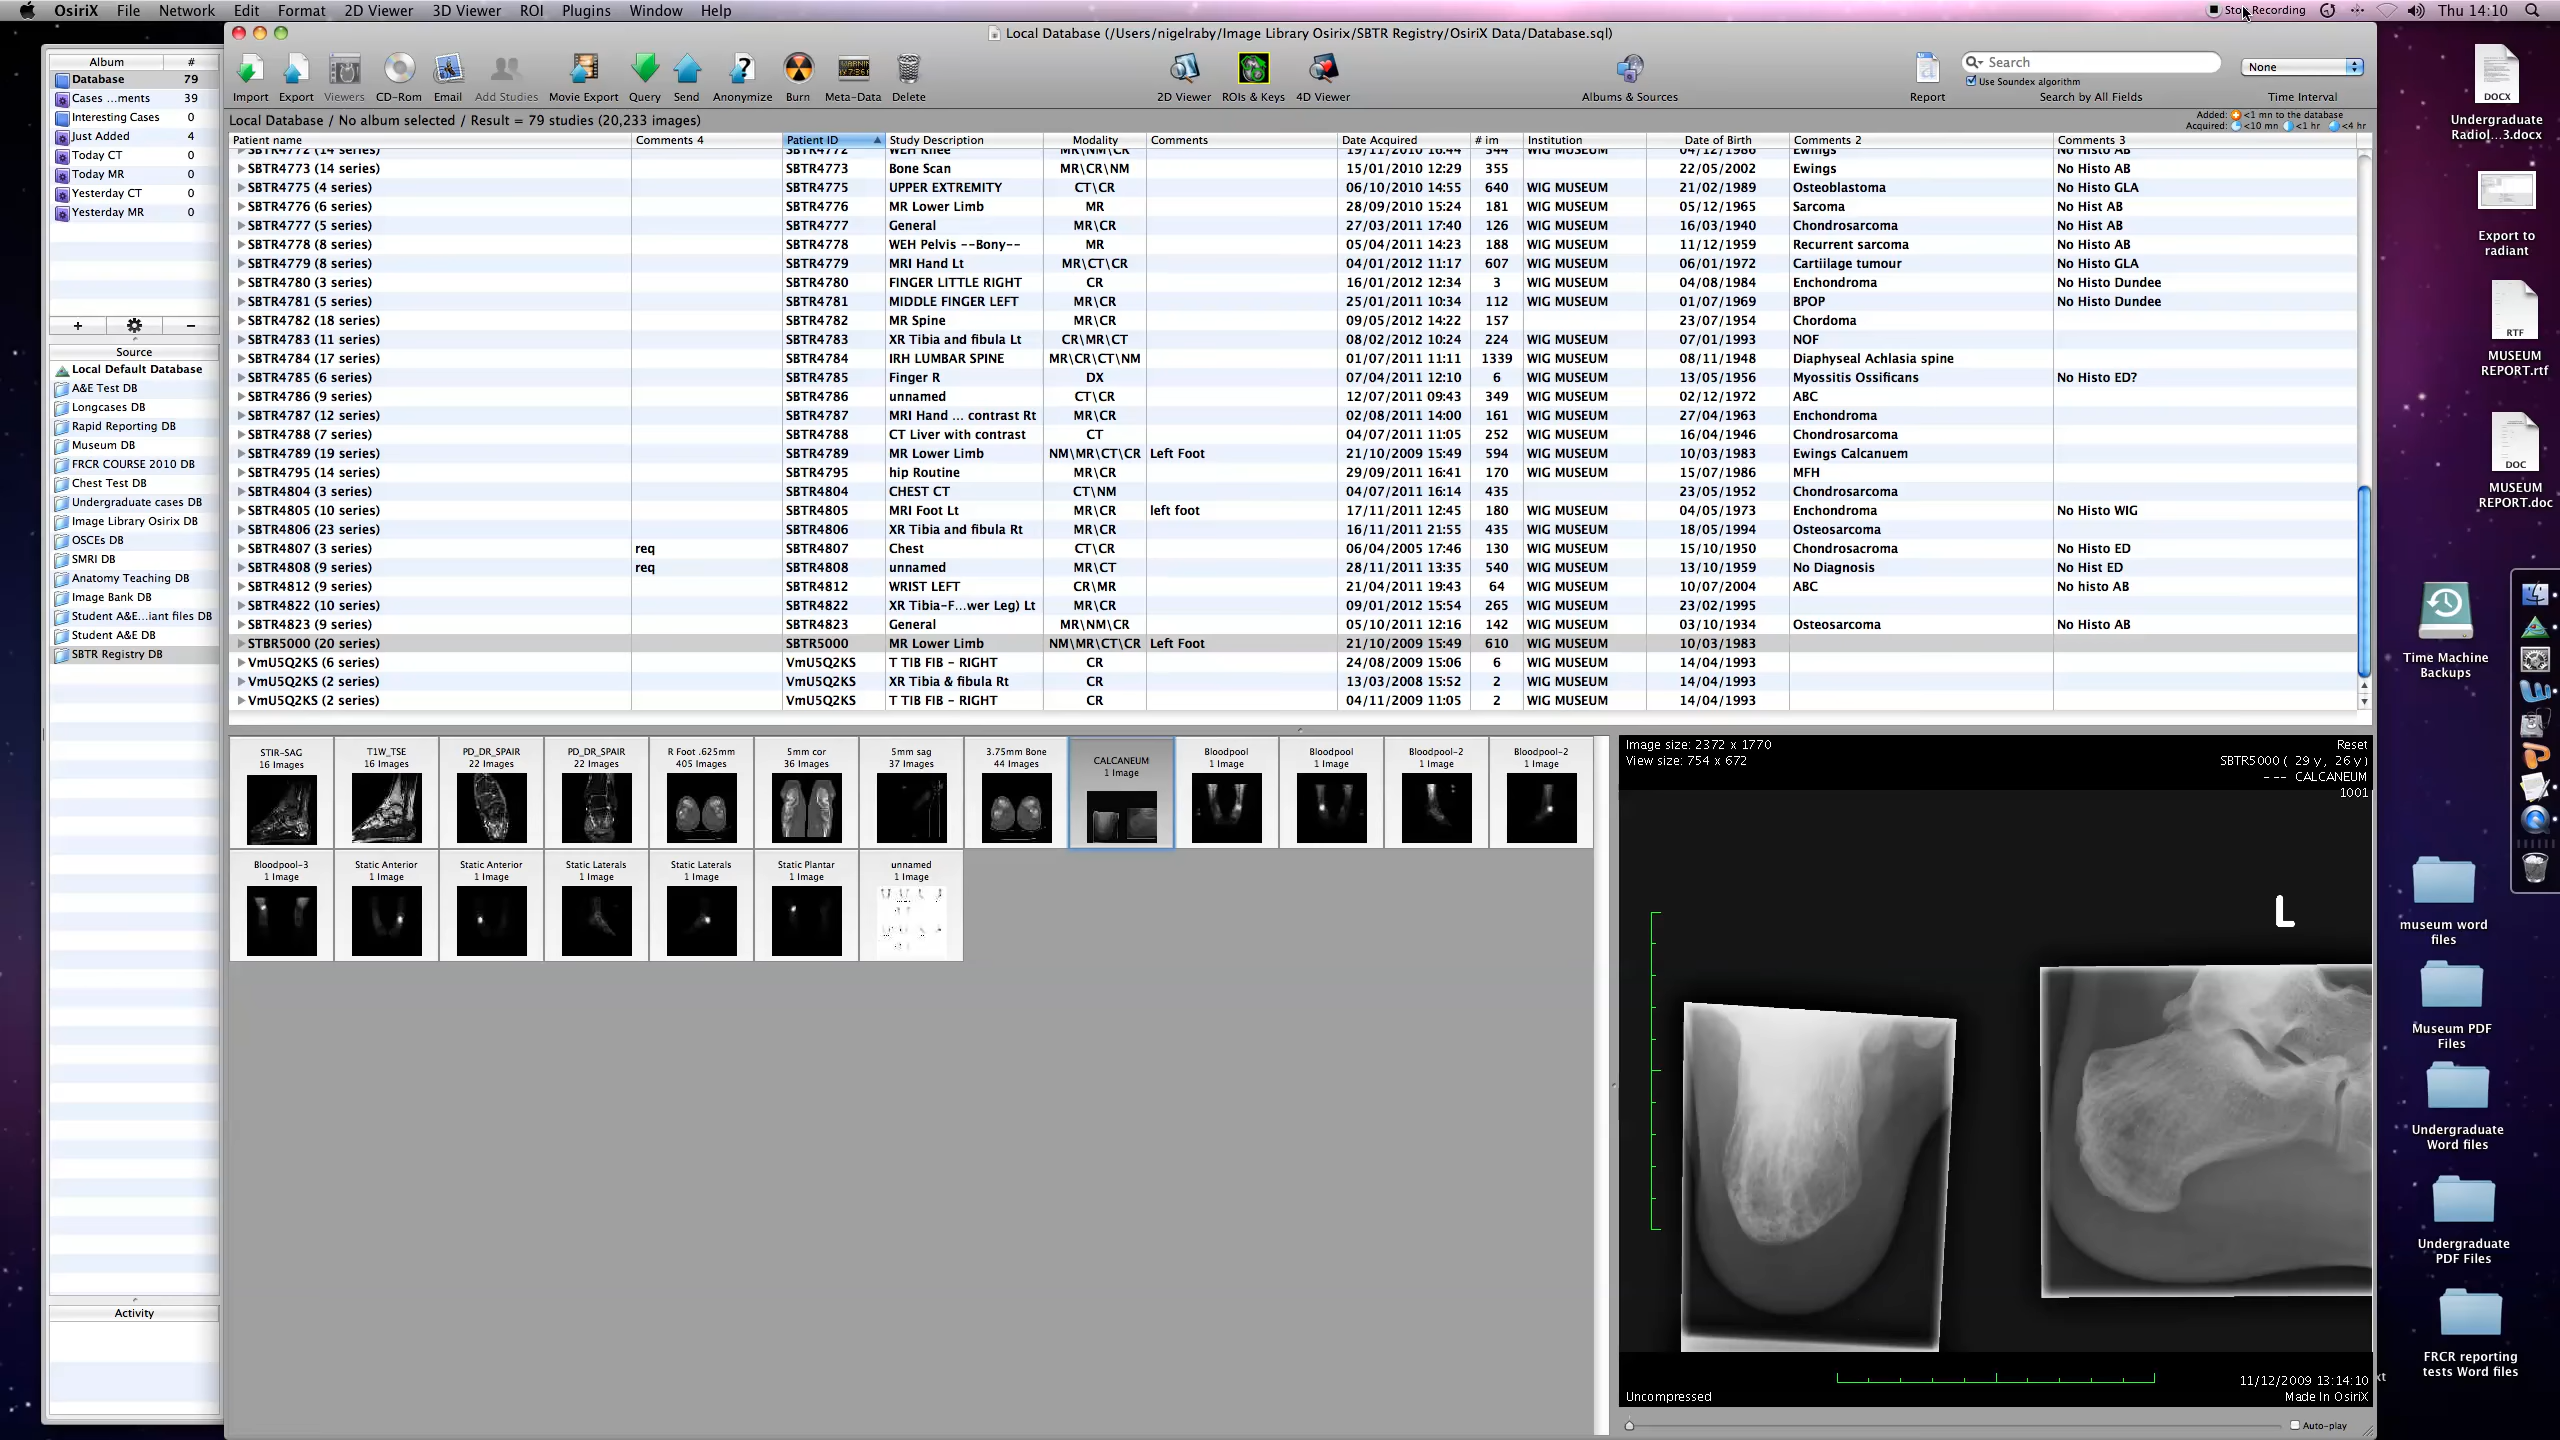 OsiriX File Network Edit Format 2D Viewer 3D Viewer ROI Plugins Window Help
Stop Recording Thu 14:10
Local Database (/Users/nigelraby/Image Library Osirix/SBTR Registry/OsiriX Data/Database.sql)
Import Export Viewers CD-Rom Email Add Studies Movie Export Query Send Anonymize Burn Meta-Data Delete 2D Viewer ROIs & Keys 4D Viewer Albums & Sources Report
Search
Use Soundex algorithm
Search by All Fields
None
Time Interval
Local Database / No album selected / Result = 79 studies (20,233 images)
Added: <1 mn to the database
Acquired: <10 mn <1 hr <4 hr
Album #
Database 79
Cases ...ments 39
Interesting Cases 0
Just Added 4
Today CT 0
Today MR 0
Yesterday CT 0
Yesterday MR 0
+ −
Source
Local Default Database
A&E Test DB
Longcases DB
Rapid Reporting DB
Museum DB
FRCR COURSE 2010 DB
Chest Test DB
Undergraduate cases DB
Image Library Osirix DB
OSCEs DB
SMRI DB
Anatomy Teaching DB
Image Bank DB
Student A&E...iant files DB
Student A&E DB
SBTR Registry DB
Activity
Patient name Comments 4 Patient ID Study Description Modality Comments Date Acquired # im Institution Date of Birth Comments 2 Comments 3
SBTR4772 (14 series) SBTR4772 WEH Knee MR\NM\CR 19/11/2010 16:44 344 WIG MUSEUM 04/12/1986 Ewings No Histo AB
SBTR4773 (14 series) SBTR4773 Bone Scan MR\CR\NM 15/01/2010 12:29 355 22/05/2002 Ewings No Histo AB
SBTR4775 (4 series) SBTR4775 UPPER EXTREMITY CT\CR 06/10/2010 14:55 640 WIG MUSEUM 21/02/1989 Osteoblastoma No Histo GLA
SBTR4776 (6 series) SBTR4776 MR Lower Limb MR 28/09/2010 15:24 181 WIG MUSEUM 05/12/1965 Sarcoma No Hist AB
SBTR4777 (5 series) SBTR4777 General MR\CR 27/03/2011 17:40 126 WIG MUSEUM 16/03/1940 Chondrosarcoma No Hist AB
SBTR4778 (8 series) SBTR4778 WEH Pelvis --Bony-- MR 05/04/2011 14:23 188 WIG MUSEUM 11/12/1959 Recurrent sarcoma No Histo AB
SBTR4779 (8 series) SBTR4779 MRI Hand Lt MR\CT\CR 04/01/2012 11:17 607 WIG MUSEUM 06/01/1972 Cartiilage tumour No Histo GLA
SBTR4780 (3 series) SBTR4780 FINGER LITTLE RIGHT CR 16/01/2012 12:34 3 WIG MUSEUM 04/08/1984 Enchondroma No Histo Dundee
SBTR4781 (5 series) SBTR4781 MIDDLE FINGER LEFT MR\CR 25/01/2011 10:34 112 WIG MUSEUM 01/07/1969 BPOP No Histo Dundee
SBTR4782 (18 series) SBTR4782 MR Spine MR\CR 09/05/2012 14:22 157 23/07/1954 Chordoma
SBTR4783 (11 series) SBTR4783 XR Tibia and fibula Lt CR\MR\CT 08/02/2012 10:24 224 WIG MUSEUM 07/01/1993 NOF
SBTR4784 (17 series) SBTR4784 IRH LUMBAR SPINE MR\CR\CT\NM 01/07/2011 11:11 1339 WIG MUSEUM 08/11/1948 Diaphyseal Achlasia spine
SBTR4785 (6 series) SBTR4785 Finger R DX 07/04/2011 12:10 6 WIG MUSEUM 13/05/1956 Myossitis Ossificans No Histo ED?
SBTR4786 (9 series) SBTR4786 unnamed CT\CR 12/07/2011 09:43 349 WIG MUSEUM 02/12/1972 ABC
SBTR4787 (12 series) SBTR4787 MRI Hand ... contrast Rt MR\CR 02/08/2011 14:00 161 WIG MUSEUM 27/04/1963 Enchondroma
SBTR4788 (7 series) SBTR4788 CT Liver with contrast CT 04/07/2011 11:05 252 WIG MUSEUM 16/04/1946 Chondrosarcoma
SBTR4789 (19 series) SBTR4789 MR Lower Limb NM\MR\CT\CR Left Foot 21/10/2009 15:49 594 WIG MUSEUM 10/03/1983 Ewings Calcanuem
SBTR4795 (14 series) SBTR4795 hip Routine MR\CR 29/09/2011 16:41 170 WIG MUSEUM 15/07/1986 MFH
SBTR4804 (3 series) SBTR4804 CHEST CT CT\NM 04/07/2011 16:14 435 23/05/1952 Chondrosarcoma
SBTR4805 (10 series) SBTR4805 MRI Foot Lt MR\CR left foot 17/11/2011 12:45 180 WIG MUSEUM 04/05/1973 Enchondroma No Histo WIG
SBTR4806 (23 series) SBTR4806 XR Tibia and fibula Rt MR\CR 16/11/2011 21:55 435 WIG MUSEUM 18/05/1994 Osteosarcoma
SBTR4807 (3 series) req SBTR4807 Chest CT\CR 06/04/2005 17:46 130 WIG MUSEUM 15/10/1950 Chondrosacroma No Histo ED
SBTR4808 (9 series) req SBTR4808 unnamed MR\CT 28/11/2011 13:35 540 WIG MUSEUM 13/10/1959 No Diagnosis No Hist ED
SBTR4812 (9 series) SBTR4812 WRIST LEFT CR\MR 21/04/2011 19:43 64 WIG MUSEUM 10/07/2004 ABC No histo AB
SBTR4822 (10 series) SBTR4822 XR Tibia-F...wer Leg) Lt MR\CR 09/01/2012 15:54 265 WIG MUSEUM 23/02/1995
SBTR4823 (9 series) SBTR4823 General MR\NM\CR 05/10/2011 12:16 142 WIG MUSEUM 03/10/1934 Osteosarcoma No Histo AB
STBR5000 (20 series) SBTR5000 MR Lower Limb NM\MR\CT\CR Left Foot 21/10/2009 15:49 610 WIG MUSEUM 10/03/1983
VmU5Q2KS (6 series) VmU5Q2KS T TIB FIB - RIGHT CR 24/08/2009 15:06 6 WIG MUSEUM 14/04/1993
VmU5Q2KS (2 series) VmU5Q2KS XR Tibia & fibula Rt CR 13/03/2008 15:52 2 WIG MUSEUM 14/04/1993
VmU5Q2KS (2 series) VmU5Q2KS T TIB FIB - RIGHT CR 04/11/2009 11:05 2 WIG MUSEUM 14/04/1993
STIR-SAG T1W_TSE PD_DR_SPAIR PD_DR_SPAIR R Foot .625mm 5mm cor 5mm sag 3.75mm Bone CALCANEUM Bloodpool Bloodpool Bloodpool-2 Bloodpool-2
16 Images 16 Images 22 Images 22 Images 405 Images 36 Images 37 Images 44 Images 1 Image 1 Image 1 Image 1 Image 1 Image
Bloodpool-3 Static Anterior Static Anterior Static Laterals Static Laterals Static Plantar unnamed
1 Image 1 Image 1 Image 1 Image 1 Image 1 Image 1 Image
Image size: 2372 x 1770 Reset
View size: 754 x 672 SBTR5000 ( 29 y, 26 y)
--- CALCANEUM
1001
L
11/12/2009 13:14:10
Uncompressed Made In OsiriX
Auto-play
DOCX
Undergraduate
Radiol...3.docx
Export to
radiant
RTF
MUSEUM
REPORT.rtf
DOC
MUSEUM
REPORT.doc
Time Machine
Backups
museum word
files
Museum PDF
Files
Undergraduate
Word files
Undergraduate
PDF Files
FRCR reporting
tests Word files